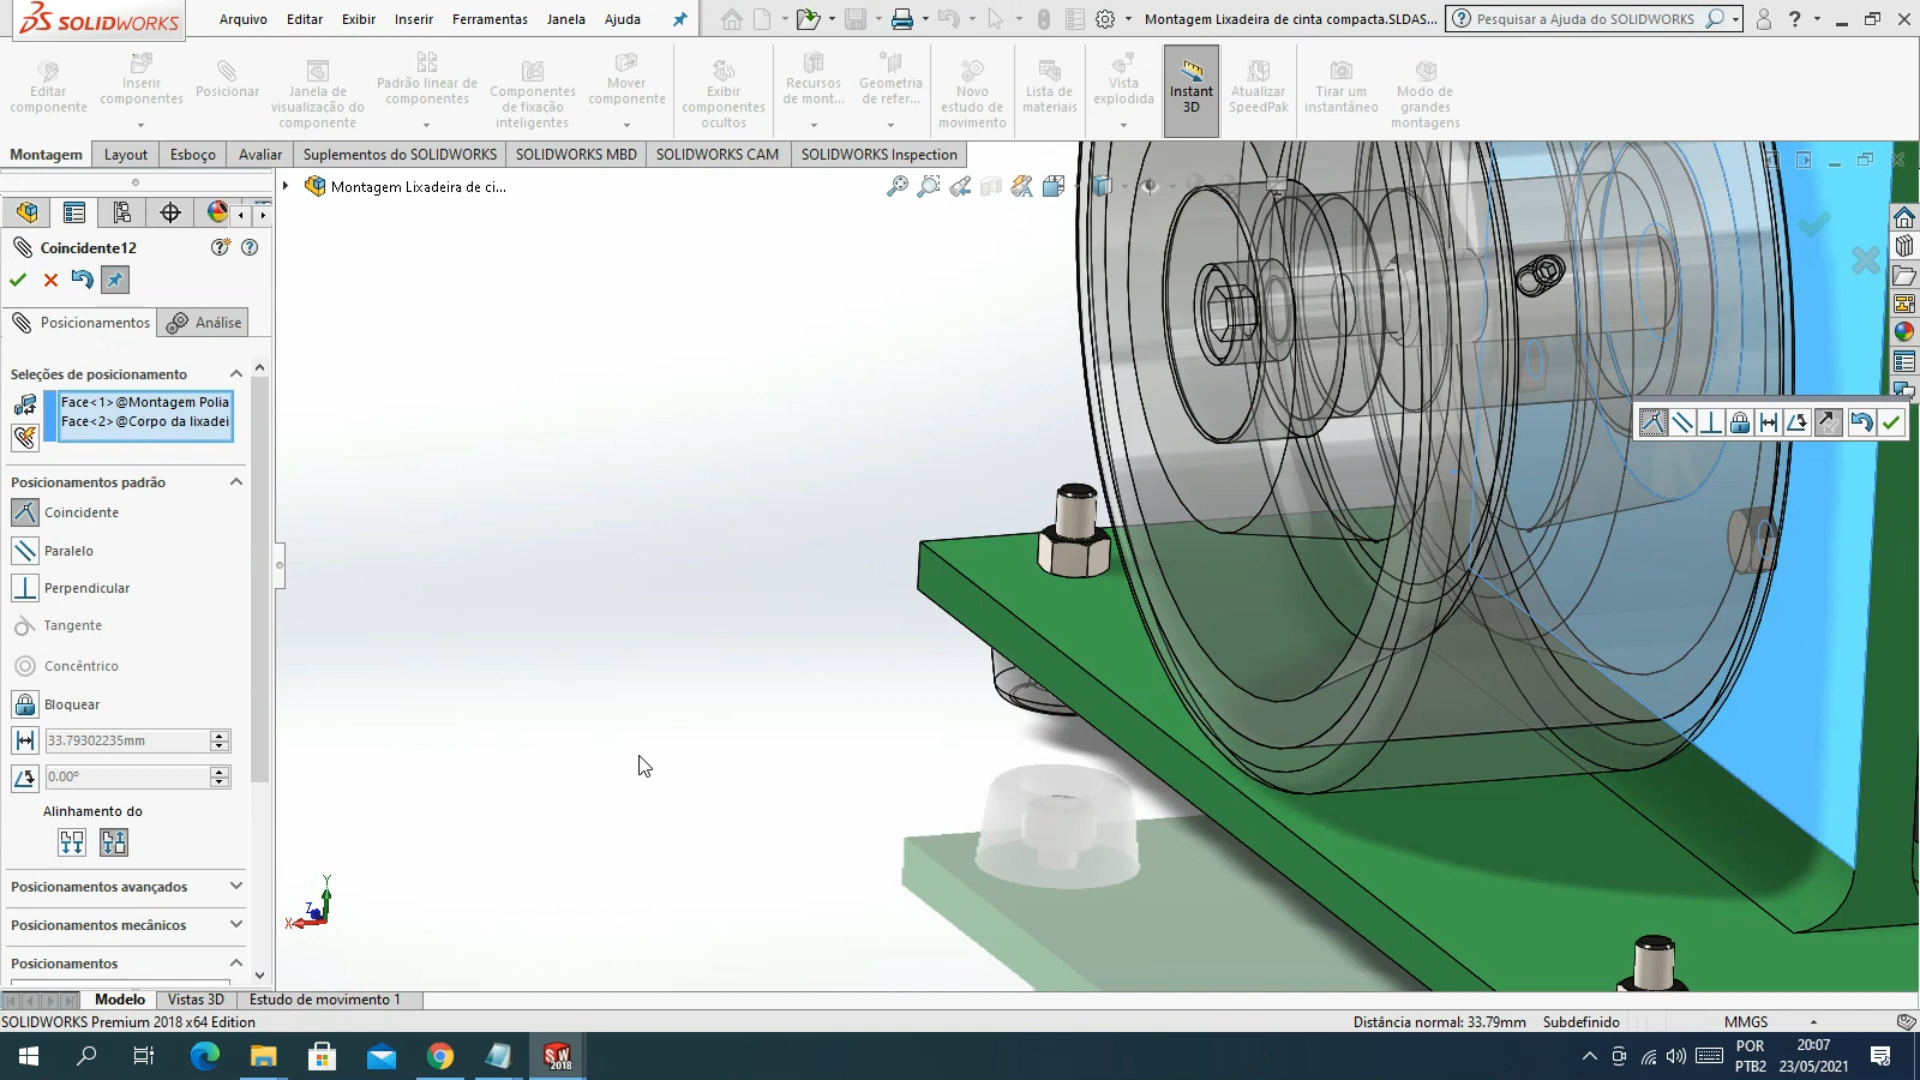 SOLIDWORKS
Arquivo Editar Exibir Inserir Ferramentas Janela Ajuda
Montagem Lixadeira de cinta compacta.SLDAS...
Pesquisar a Ajuda do SOLIDWORKS
Editar componente
Inserir componentes
Posicionar
Janela de visualização do componente
Padrão linear de componentes
Componentes de fixação inteligentes
Mover componente
Exibir componentes ocultos
Recursos de mont...
Geometria de refer...
Novo estudo de movimento
Lista de materiais
Vista explodida
Instant 3D
Atualizar SpeedPak
Tirar um instantâneo
Modo de grandes montagens
Montagem Layout Esboço Avaliar Suplementos do SOLIDWORKS SOLIDWORKS MBD SOLIDWORKS CAM SOLIDWORKS Inspection
Montagem Lixadeira de ci...
Coincidente12
Posicionamentos Análise
Seleções de posicionamento
Face<1>@Montagem Polia
Face<2>@Corpo da lixadei
Posicionamentos padrão
Coincidente
Paralelo
Perpendicular
Tangente
Concêntrico
Bloquear
33.79302235mm
0.00°
Alinhamento do
Posicionamentos avançados
Posicionamentos mecânicos
Posicionamentos
Y
Z
X
Modelo Vistas 3D Estudo de movimento 1
SOLIDWORKS Premium 2018 x64 Edition
Distância normal: 33.79mm Subdefinido MMGS
SW
2018
POR
PTB2
20:07
23/05/2021